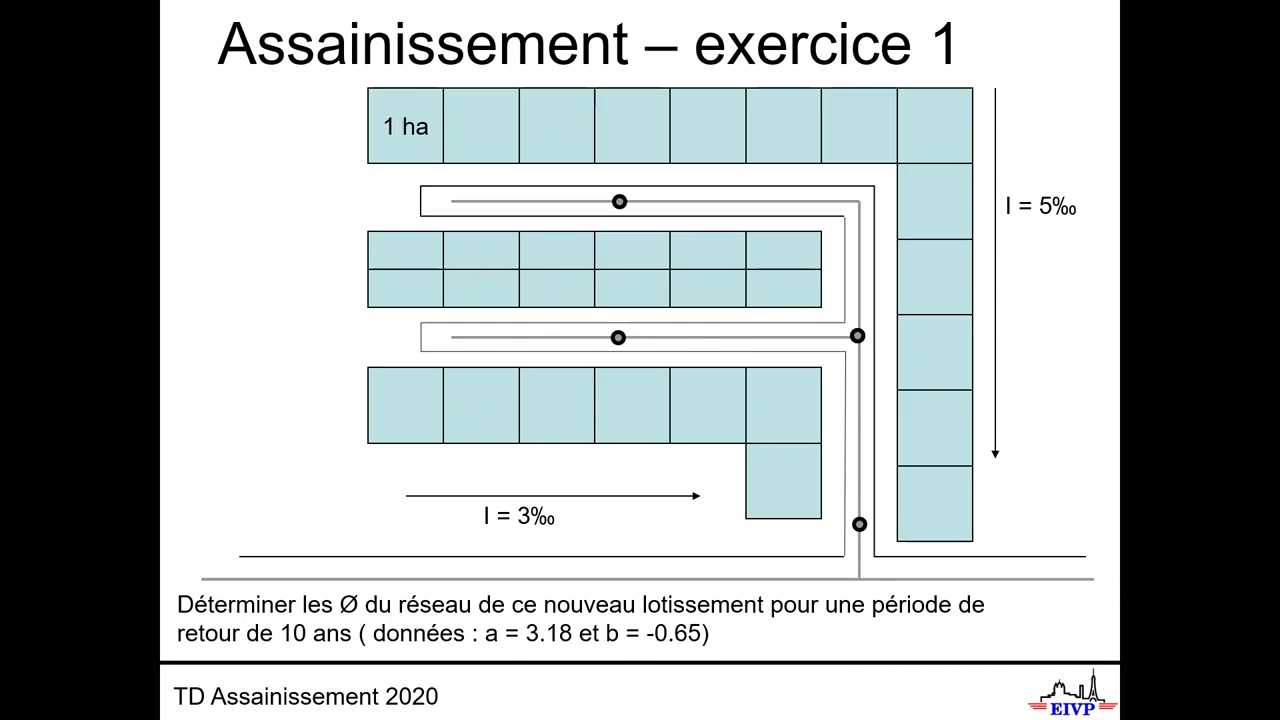 Assainissement – exercice 1
1 ha
I = 5‰
I = 3‰
Déterminer les Ø du réseau de ce nouveau lotissement pour une période de
retour de 10 ans ( données : a = 3.18 et b = -0.65)
TD Assainissement 2020
EIVP